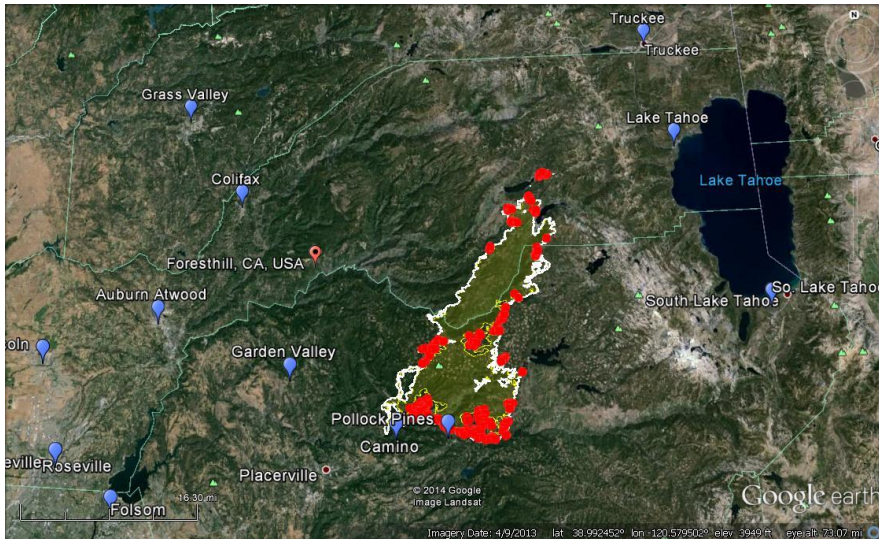 Truckee
Truckee
Grass Valley
Lake Tahoe
Colifax
Lake Tahoe
Foresthill, CA, USA
Auburn Atwood
South Lake Tahoe
So. Lake Tahoe
coln
Garden Valley
Pollock Pines
Camino
eville
Roseville
Placerville
© 2014 Google
Image Landsat
Google earth
16.30 mi
Folsom
Imagery Date: 4/9/2013 lat 38.992452° lon -120.579502° elev 3949 ft eye alt 73.07 mi
N